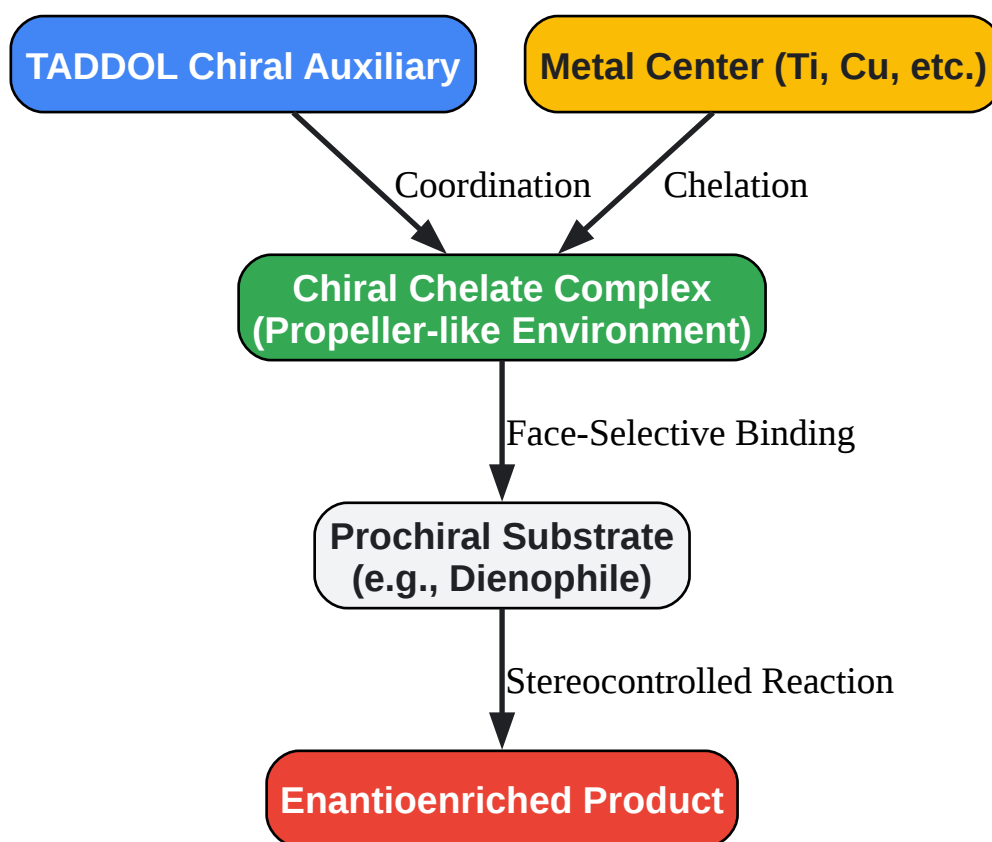 TADDOL Chiral Auxiliary
Metal Center (Ti, Cu, etc.)
Coordination
Chelation
Chiral Chelate Complex
(Propeller-like Environment)
Face-Selective Binding
Prochiral Substrate
(e.g., Dienophile)
Stereocontrolled Reaction
Enantioenriched Product